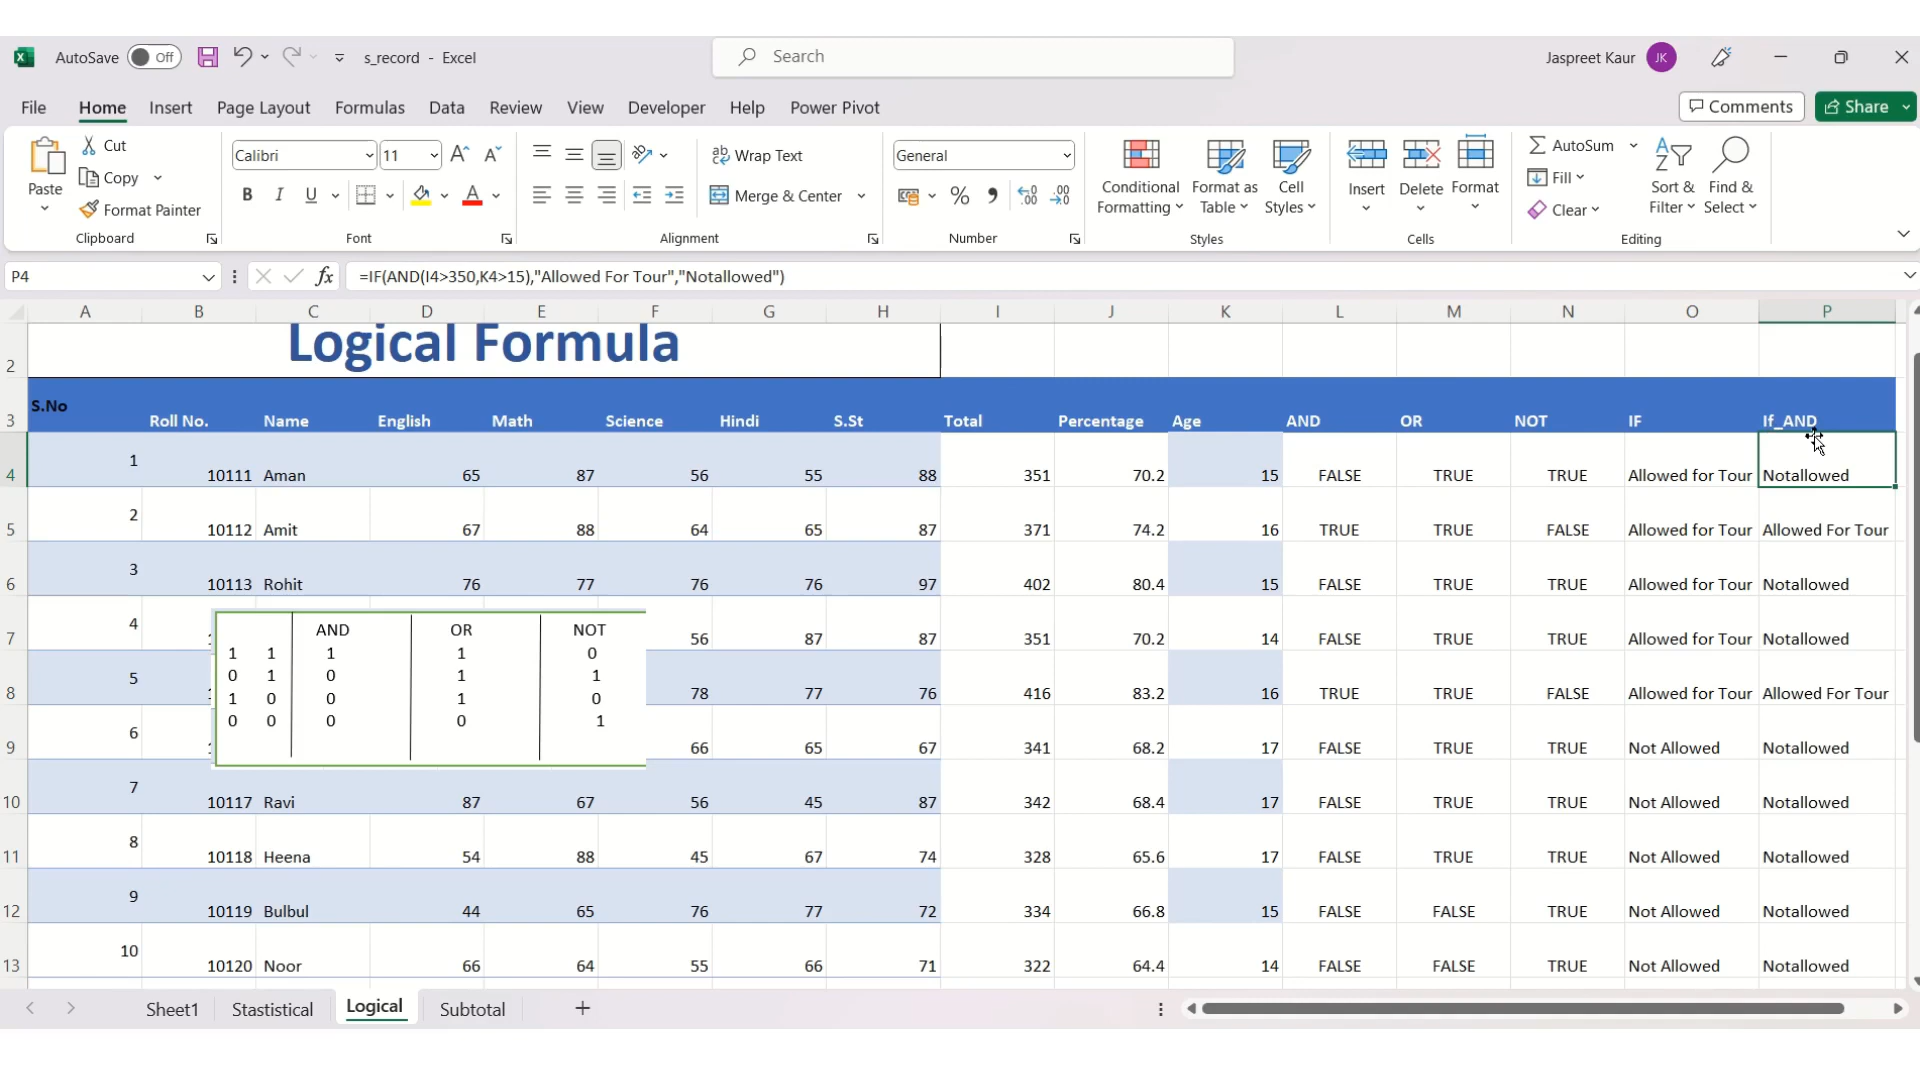 AutoSave Off s_record - Excel Search Jaspreet Kaur JK
File Home Insert Page Layout Formulas Data Review View Developer Help Power Pivot Comments Share
Paste Cut Copy Format Painter Clipboard
Calibri 11 B I U A Font
ab Wrap Text Merge & Center Alignment
General % Number
Conditional Formatting Format as Table Cell Styles Styles
Insert Delete Format Cells
AutoSum Fill Clear Sort & Filter Find & Select Editing
P4 fx =IF(AND(I4>350,K4>15),"Allowed For Tour","Notallowed")
A B C D E F G H I J K L M N O P
2 Logical Formula
3 S.No Roll No. Name English Math Science Hindi S.St Total Percentage Age AND OR NOT IF If_AND
4 1 10111 Aman 65 87 56 55 88 351 70.2 15 FALSE TRUE TRUE Allowed for Tour Notallowed
5 2 10112 Amit 67 88 64 65 87 371 74.2 16 TRUE TRUE FALSE Allowed for Tour Allowed For Tour
6 3 10113 Rohit 76 77 76 76 97 402 80.4 15 FALSE TRUE TRUE Allowed for Tour Notallowed
7 4 56 87 87 351 70.2 14 FALSE TRUE TRUE Allowed for Tour Notallowed
8 5 78 77 76 416 83.2 16 TRUE TRUE FALSE Allowed for Tour Allowed For Tour
9 6 66 65 67 341 68.2 17 FALSE TRUE TRUE Not Allowed Notallowed
AND OR NOT
1 1 1 1 0
0 1 0 1 1
1 0 0 1 0
0 0 0 0 1
10 7 10117 Ravi 87 67 56 45 87 342 68.4 17 FALSE TRUE TRUE Not Allowed Notallowed
11 8 10118 Heena 54 88 45 67 74 328 65.6 17 FALSE TRUE TRUE Not Allowed Notallowed
12 9 10119 Bulbul 44 65 76 77 72 334 66.8 15 FALSE FALSE TRUE Not Allowed Notallowed
13 10 10120 Noor 66 64 55 66 71 322 64.4 14 FALSE FALSE TRUE Not Allowed Notallowed
Sheet1 Stastistical Logical Subtotal